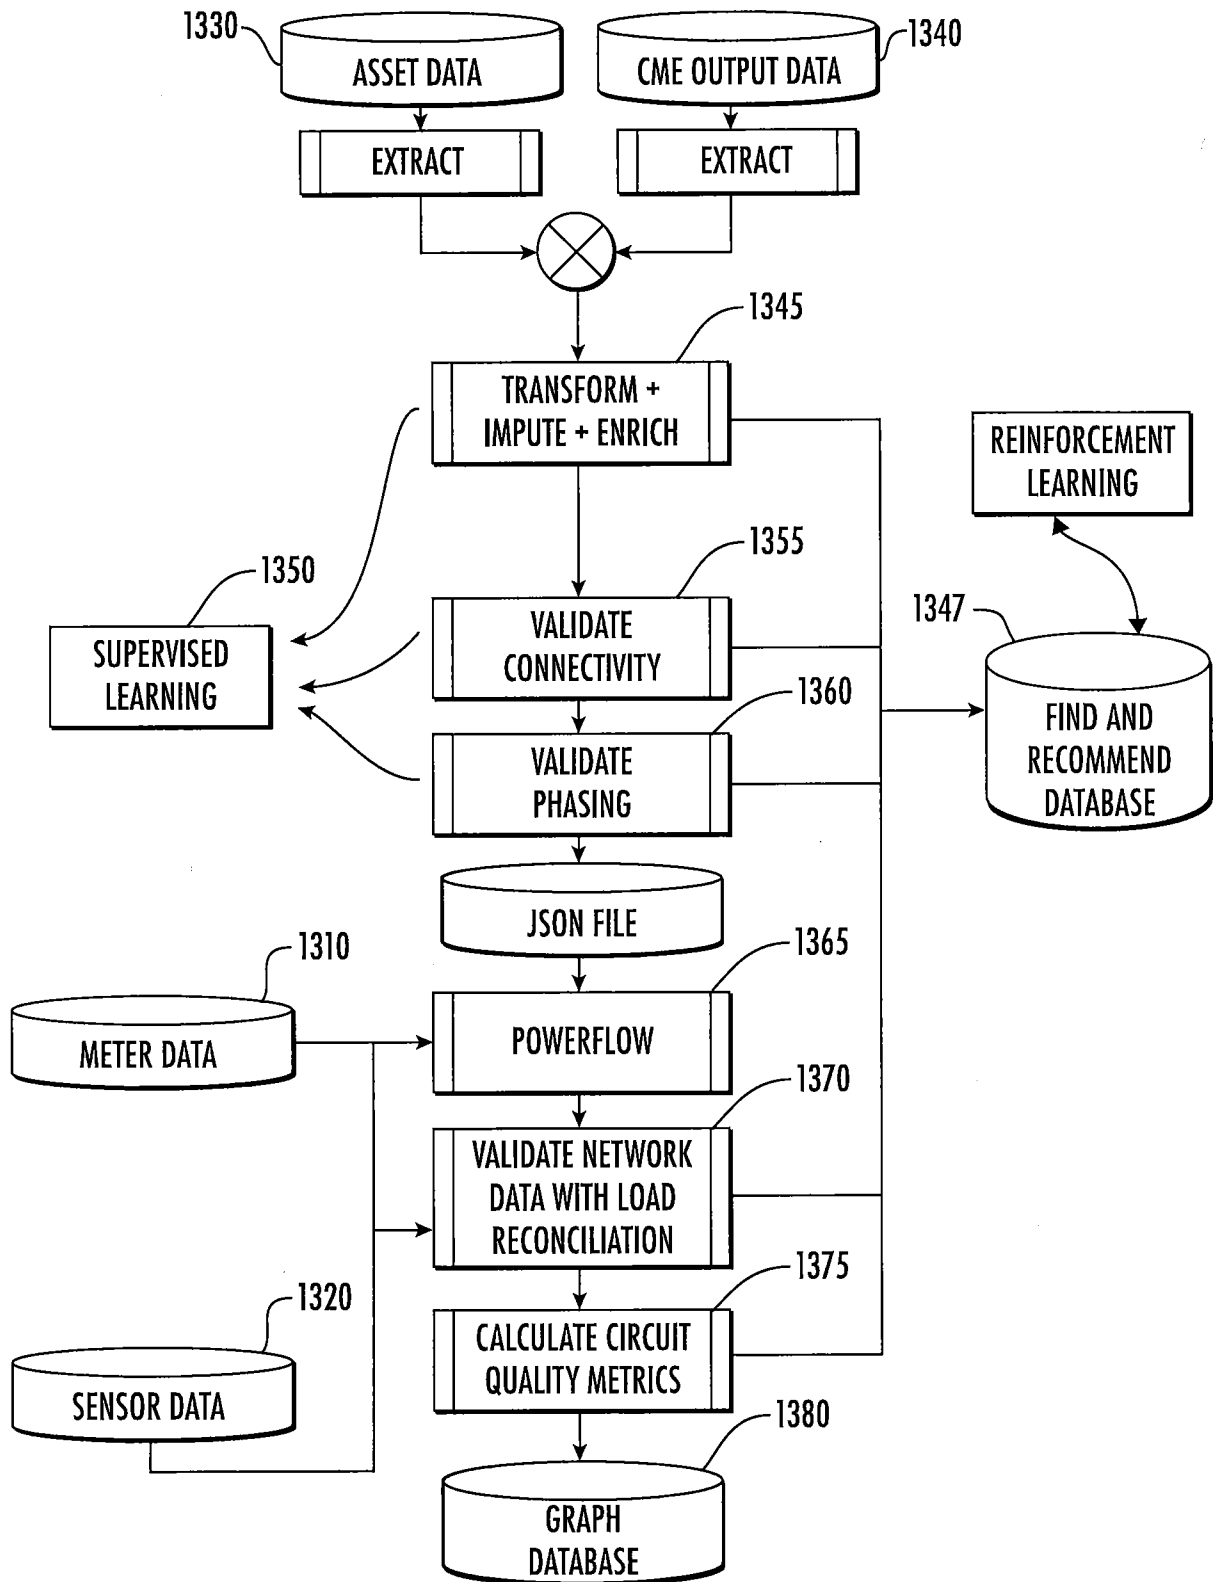 1330
ASSET DATA
1340
CME OUTPUT DATA
EXTRACT
EXTRACT
1345
TRANSFORM +
IMPUTE + ENRICH
REINFORCEMENT
LEARNING
1350
SUPERVISED
LEARNING
1355
VALIDATE
CONNECTIVITY
1347
FIND AND
RECOMMEND
DATABASE
1360
VALIDATE
PHASING
JSON FILE
1310
METER DATA
1365
POWERFLOW
1370
VALIDATE NETWORK
DATA WITH LOAD
RECONCILIATION
1320
SENSOR DATA
1375
CALCULATE CIRCUIT
QUALITY METRICS
1380
GRAPH
DATABASE